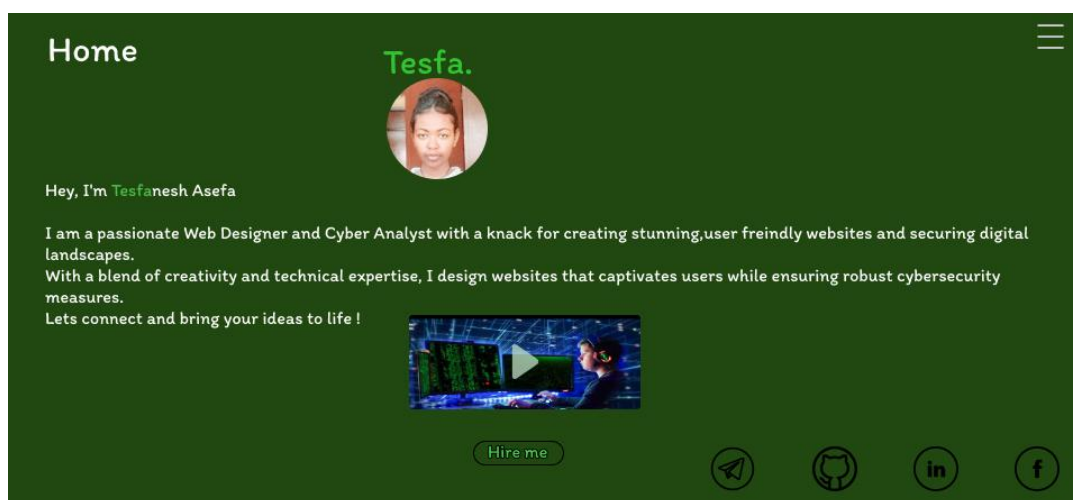 Home
Tesfa.
Hey, I'm Tesfanesh Asefa
I am a passionate Web Designer and Cyber Analyst with a knack for creating stunning,user freindly websites and securing digital
landscapes.
With a blend of creativity and technical expertise, I design websites that captivates users while ensuring robust cybersecurity
measures.
Lets connect and bring your ideas to life !
Hire me
in
f